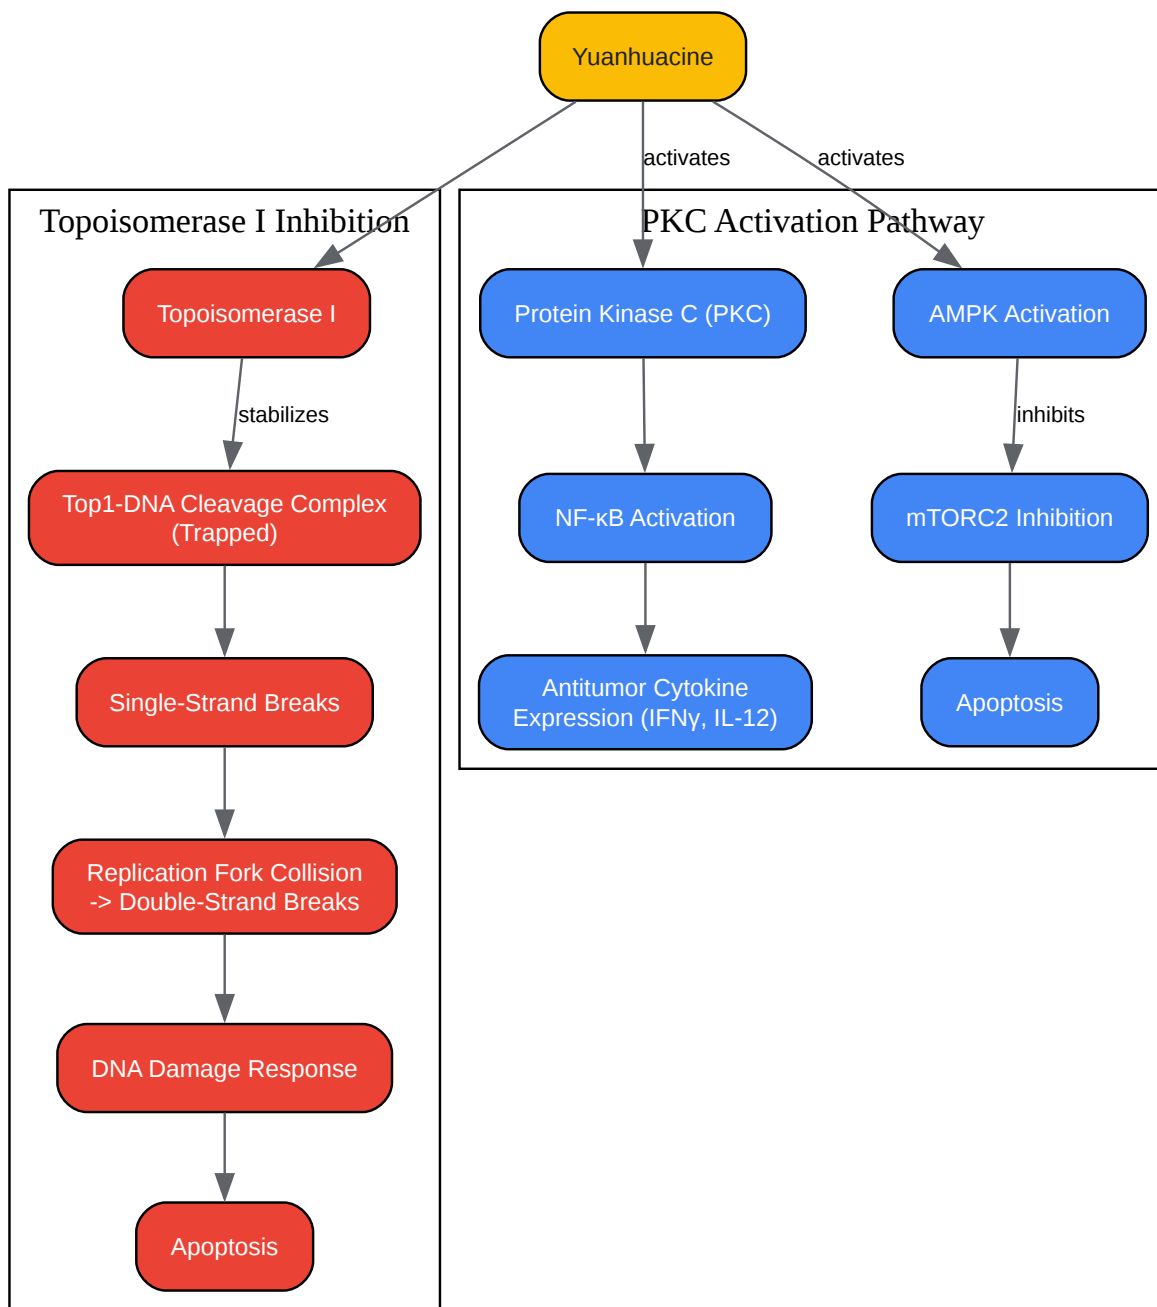 Yuanhuacine
activates
activates
Topoisomerase I Inhibition
PKC Activation Pathway
Topoisomerase I
Protein Kinase C (PKC)
AMPK Activation
stabilizes
inhibits
Top1-DNA Cleavage Complex
(Trapped)
NF-κB Activation
mTORC2 Inhibition
Single-Strand Breaks
Antitumor Cytokine
Expression (IFNγ, IL-12)
Apoptosis
Replication Fork Collision
-> Double-Strand Breaks
DNA Damage Response
Apoptosis